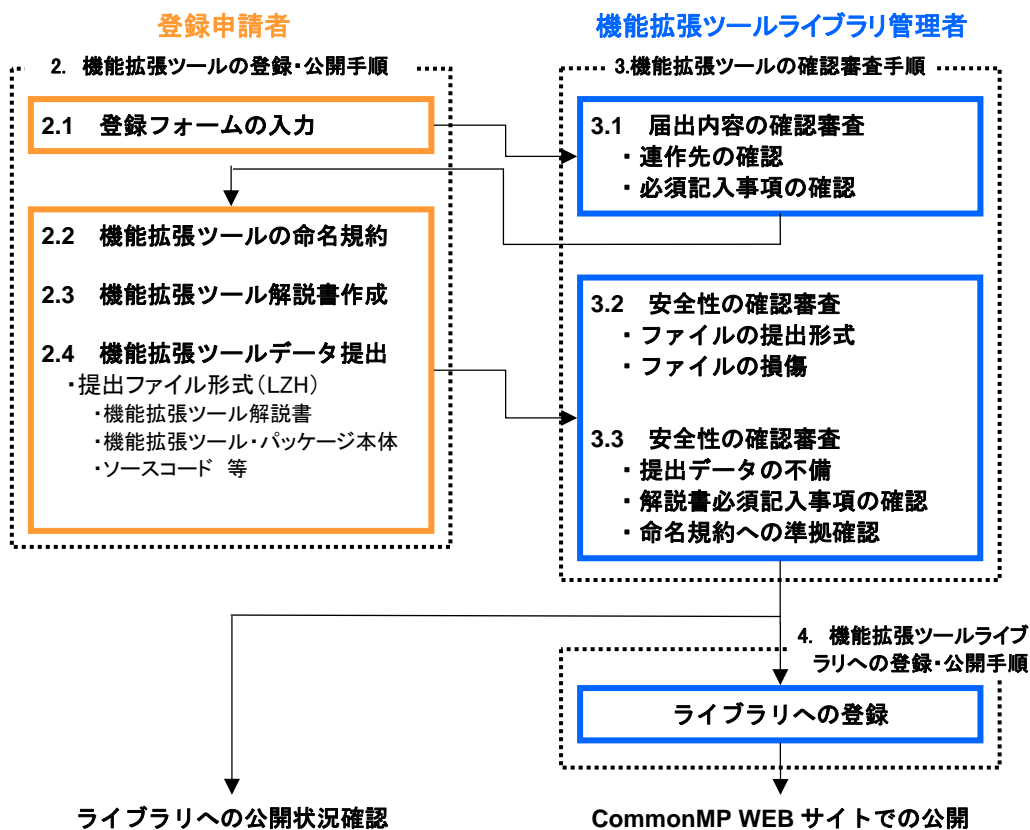 登録申請者
機能拡張ツールライブラリ管理者
2. 機能拡張ツールの登録・公開手順
3.機能拡張ツールの確認審査手順
2.1 登録フォームの入力
3.1 届出内容の確認審査
・連作先の確認
・必須記入事項の確認
2.2 機能拡張ツールの命名規約
2.3 機能拡張ツール解説書作成
2.4 機能拡張ツールデータ提出
・提出ファイル形式(LZH)
・機能拡張ツール解説書
・機能拡張ツール・パッケージ本体
・ソースコード 等
3.2 安全性の確認審査
・ファイルの提出形式
・ファイルの損傷
3.3 安全性の確認審査
・提出データの不備
・解説書必須記入事項の確認
・命名規約への準拠確認
4. 機能拡張ツールライブ
ラリへの登録・公開手順
ライブラリへの登録
ライブラリへの公開状況確認
CommonMP WEB サイトでの公開